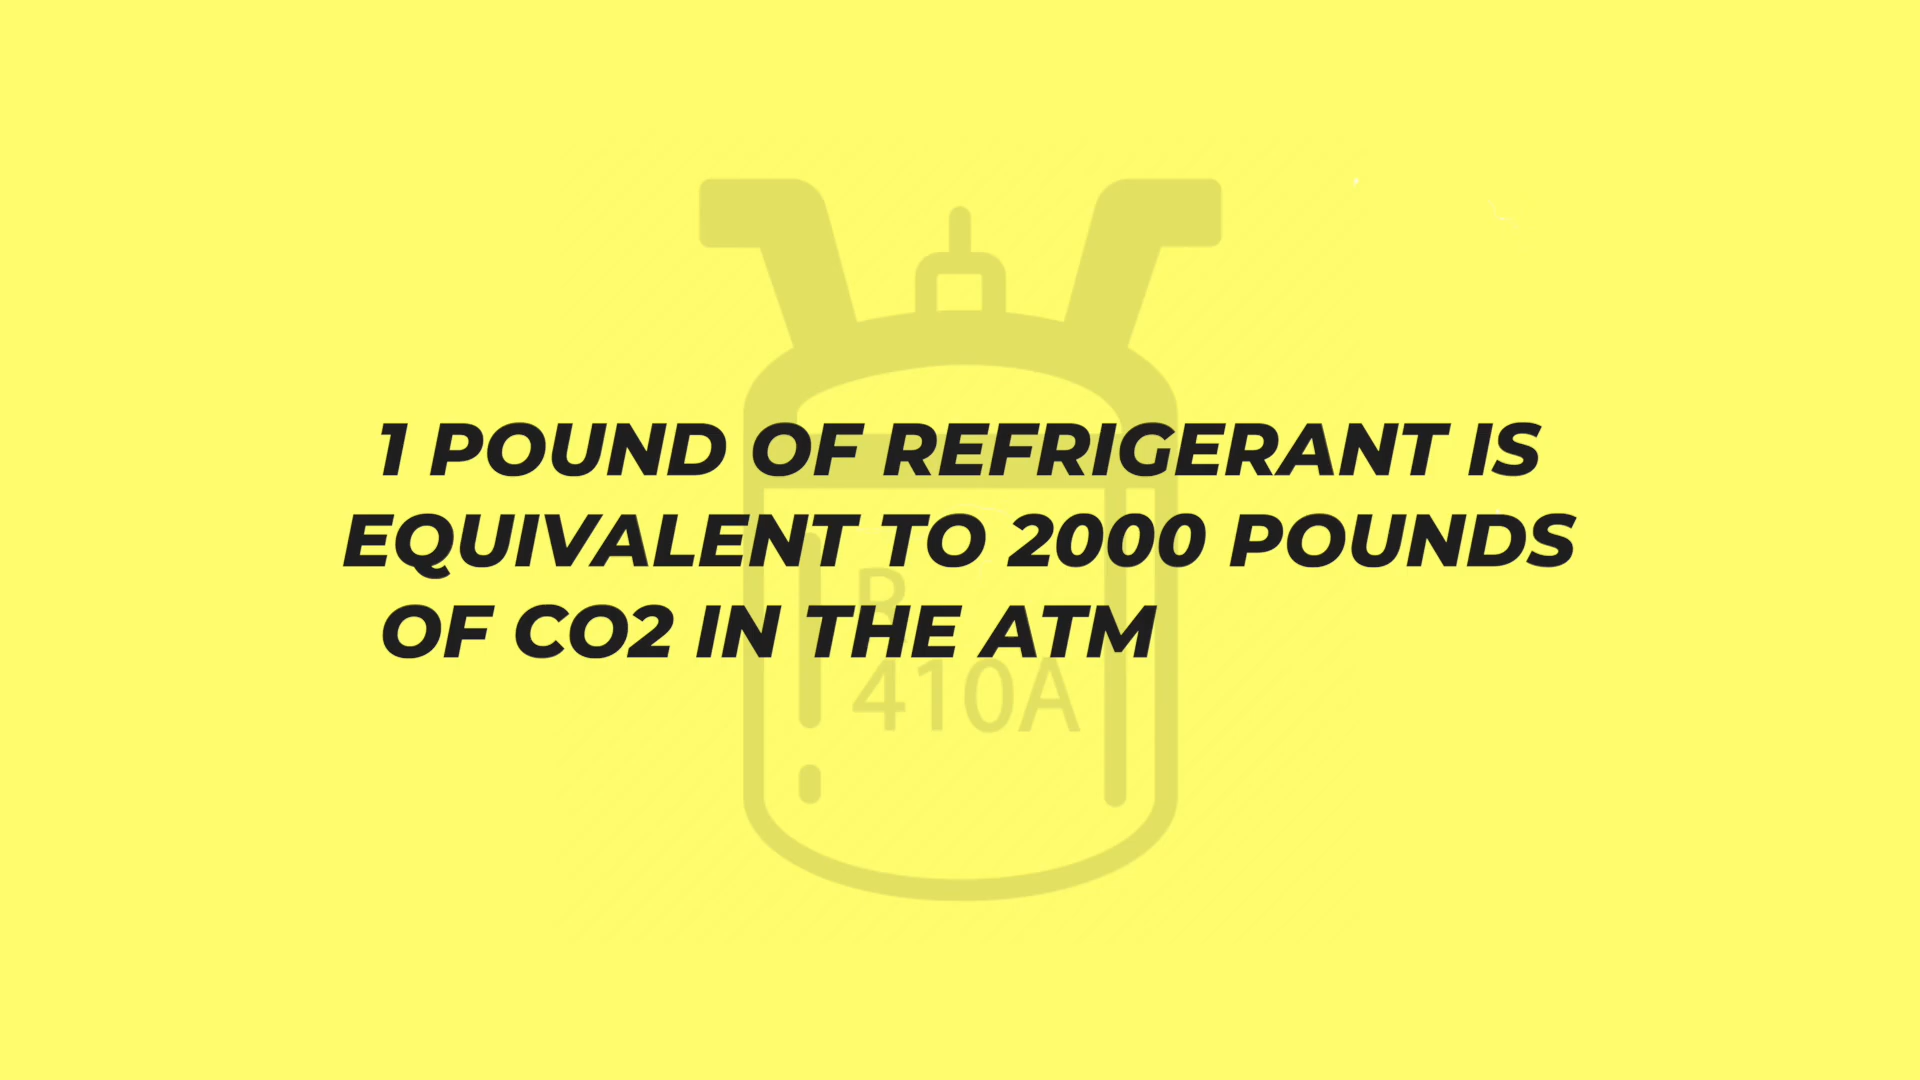 1 POUND OF REFRIGERANT IS
EQUIVALENT TO 2000 POUNDS
OF CO2 IN THE ATM
R
410A